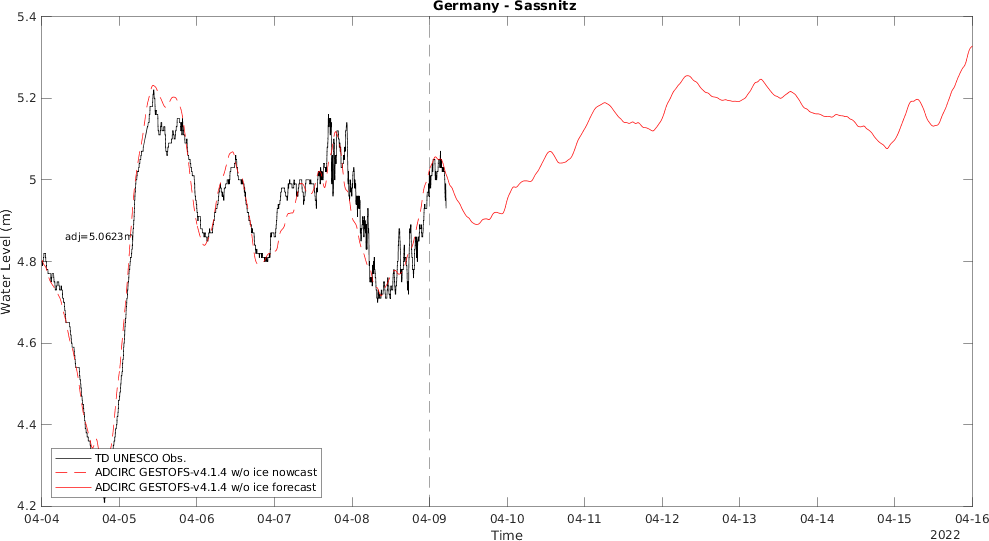 Germany - Sassnitz
5.4
5.2
5
4.8
4.6
4.4
4.2
Water Level (m)
adj=5.0623m
TD UNESCO Obs.
ADCIRC GESTOFS-v4.1.4 w/o ice nowcast
ADCIRC GESTOFS-v4.1.4 w/o ice forecast
04-04 04-05 04-06 04-07 04-08 04-09 04-10 04-11 04-12 04-13 04-14 04-15 04-16
Time
2022